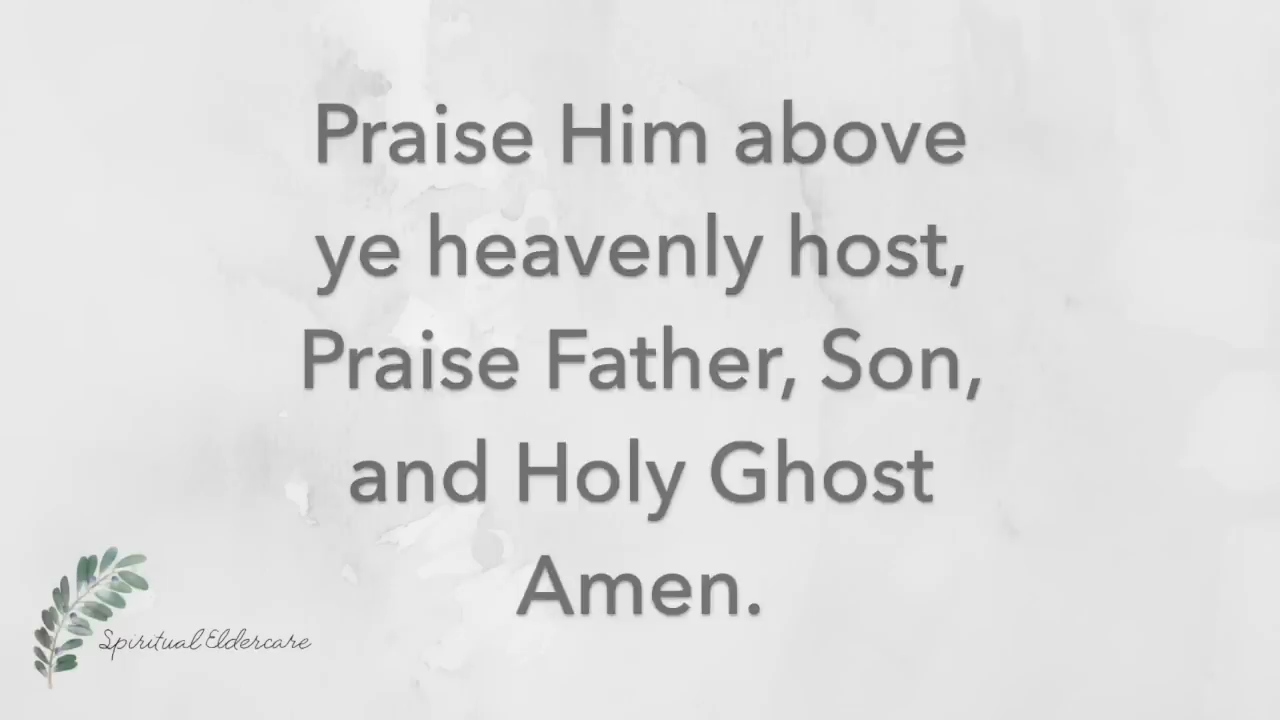 Praise Him above
ye heavenly host,
Praise Father, Son,
and Holy Ghost
Amen.
Spiritual Eldercare